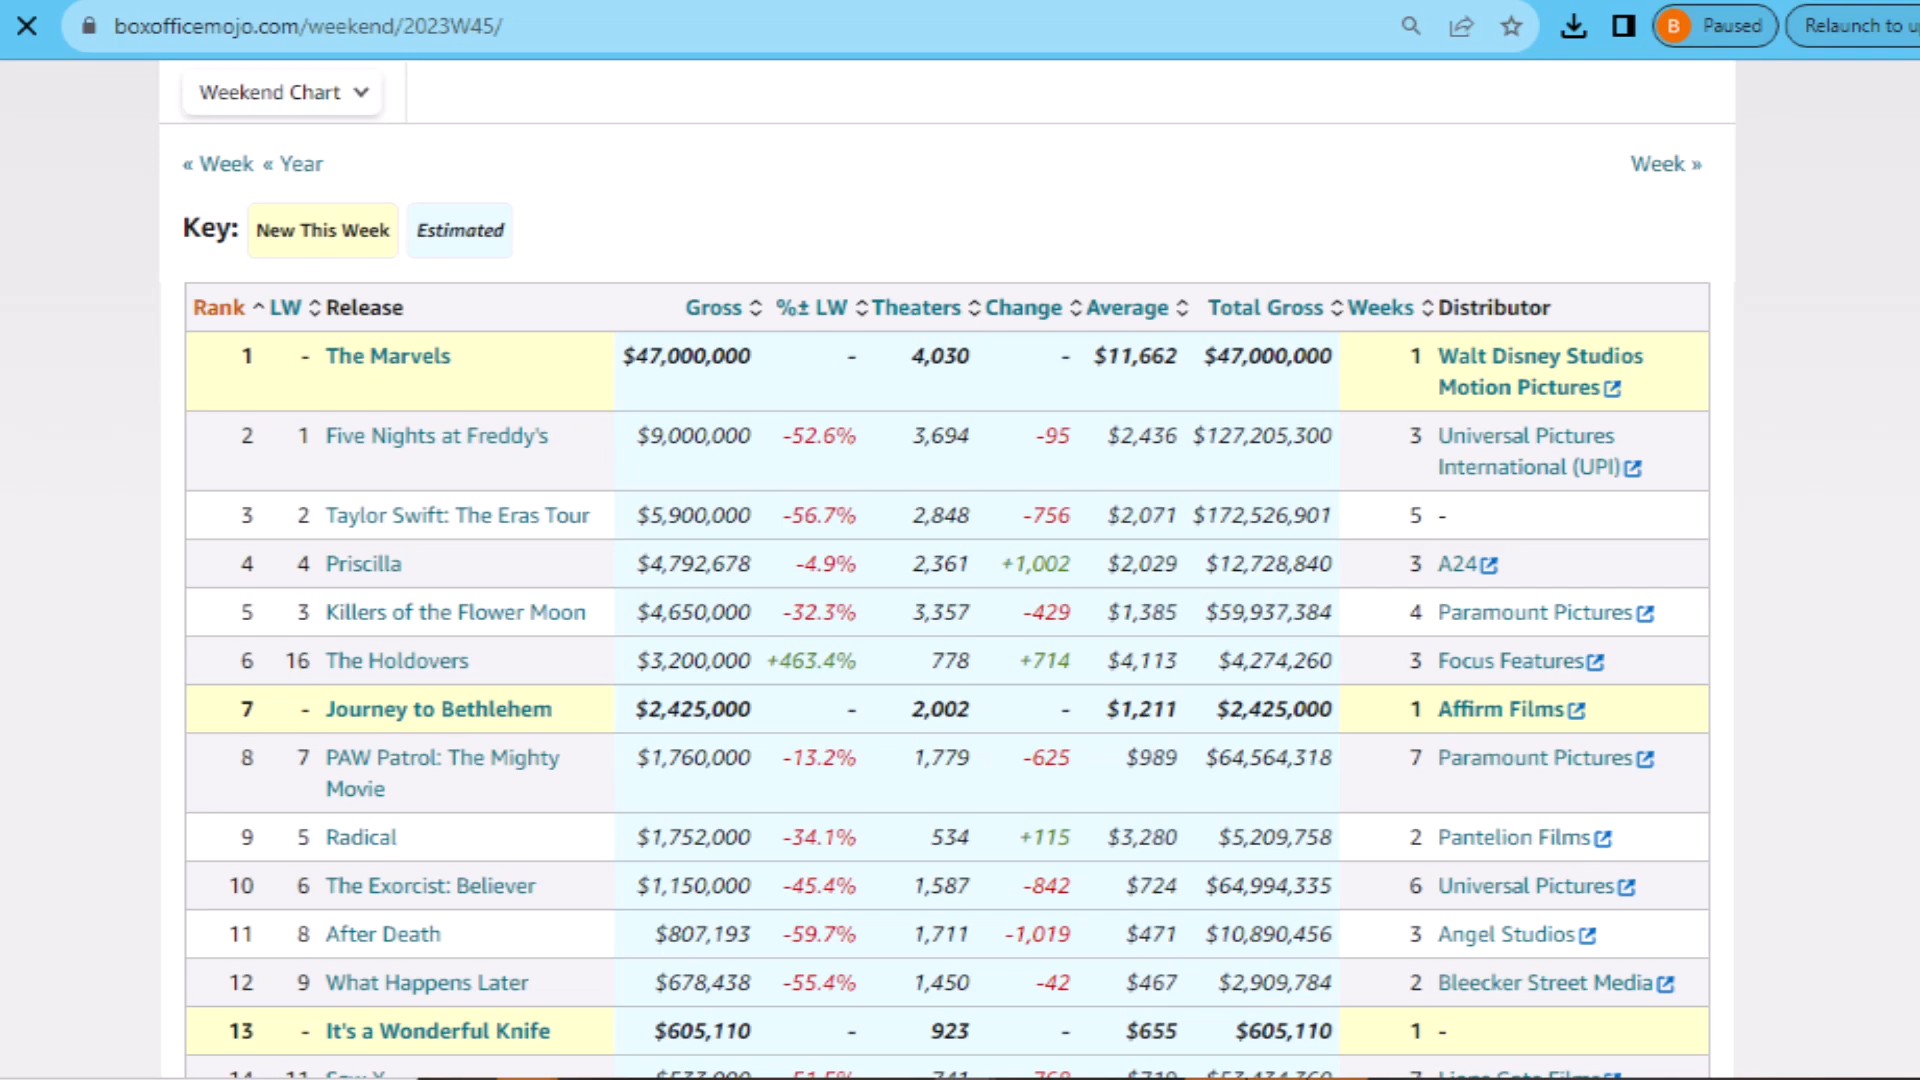 boxofficemojo.com/weekend/2023W45/ B Paused Relaunch to
Weekend Chart
« Week « Year Week »
Key: New This Week Estimated
Rank LW Release Gross %± LW Theaters Change Average Total Gross Weeks Distributor
1 - The Marvels $47,000,000 - 4,030 - $11,662 $47,000,000 1 Walt Disney Studios
Motion Pictures
2 1 Five Nights at Freddy's $9,000,000 -52.6% 3,694 -95 $2,436 $127,205,300 3 Universal Pictures
International (UPI)
3 2 Taylor Swift: The Eras Tour $5,900,000 -56.7% 2,848 -756 $2,071 $172,526,901 5 -
4 4 Priscilla $4,792,678 -4.9% 2,361 +1,002 $2,029 $12,728,840 3 A24
5 3 Killers of the Flower Moon $4,650,000 -32.3% 3,357 -429 $1,385 $59,937,384 4 Paramount Pictures
6 16 The Holdovers $3,200,000 +463.4% 778 +714 $4,113 $4,274,260 3 Focus Features
7 - Journey to Bethlehem $2,425,000 - 2,002 - $1,211 $2,425,000 1 Affirm Films
8 7 PAW Patrol: The Mighty $1,760,000 -13.2% 1,779 -625 $989 $64,564,318 7 Paramount Pictures
Movie
9 5 Radical $1,752,000 -34.1% 534 +115 $3,280 $5,209,758 2 Pantelion Films
10 6 The Exorcist: Believer $1,150,000 -45.4% 1,587 -842 $724 $64,994,335 6 Universal Pictures
11 8 After Death $807,193 -59.7% 1,711 -1,019 $471 $10,890,456 3 Angel Studios
12 9 What Happens Later $678,438 -55.4% 1,450 -42 $467 $2,909,784 2 Bleecker Street Media
13 - It's a Wonderful Knife $605,110 - 923 - $655 $605,110 1 -